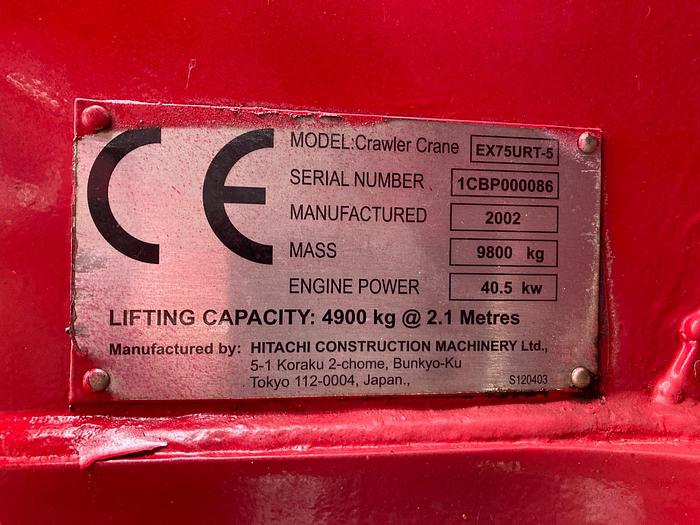 CE
MODEL:Crawler Crane EX75URT-5
SERIAL NUMBER 1CBP000086
MANUFACTURED 2002
MASS 9800 kg
ENGINE POWER 40.5 kw
LIFTING CAPACITY: 4900 kg @ 2.1 Metres
Manufactured by: HITACHI CONSTRUCTION MACHINERY Ltd.,
5-1 Koraku 2-chome, Bunkyo-Ku
Tokyo 112-0004, Japan.,
S120403